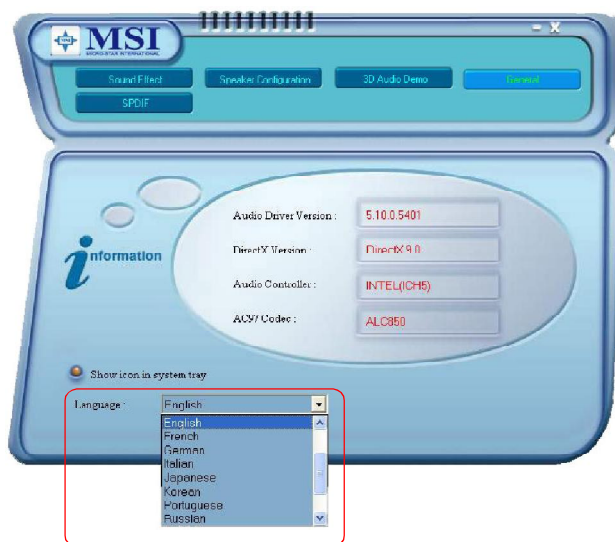 MSI
MICRO-STAR INTERNATIONAL
Sound Effect
Speaker Configuration
3D Audio Demo
General
SPDIF
Information
Audio Driver Version :
5.10.0.5401
DirectX Version :
DirectX 9.0
Audio Controller :
INTEL(ICH5)
AC97 Codec :
ALC850
Show icon in system tray
Language :
English
English
French
German
Italian
Japanese
Korean
Portuguese
Russian